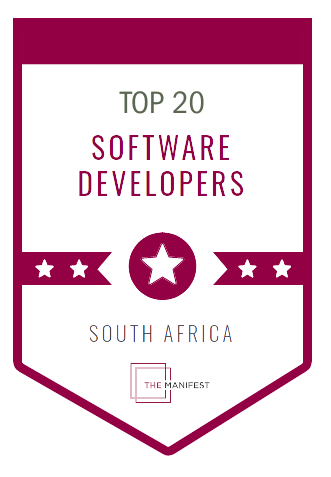 TOP 20
SOFTWARE
DEVELOPERS
SOUTH AFRICA
THE MANIFEST